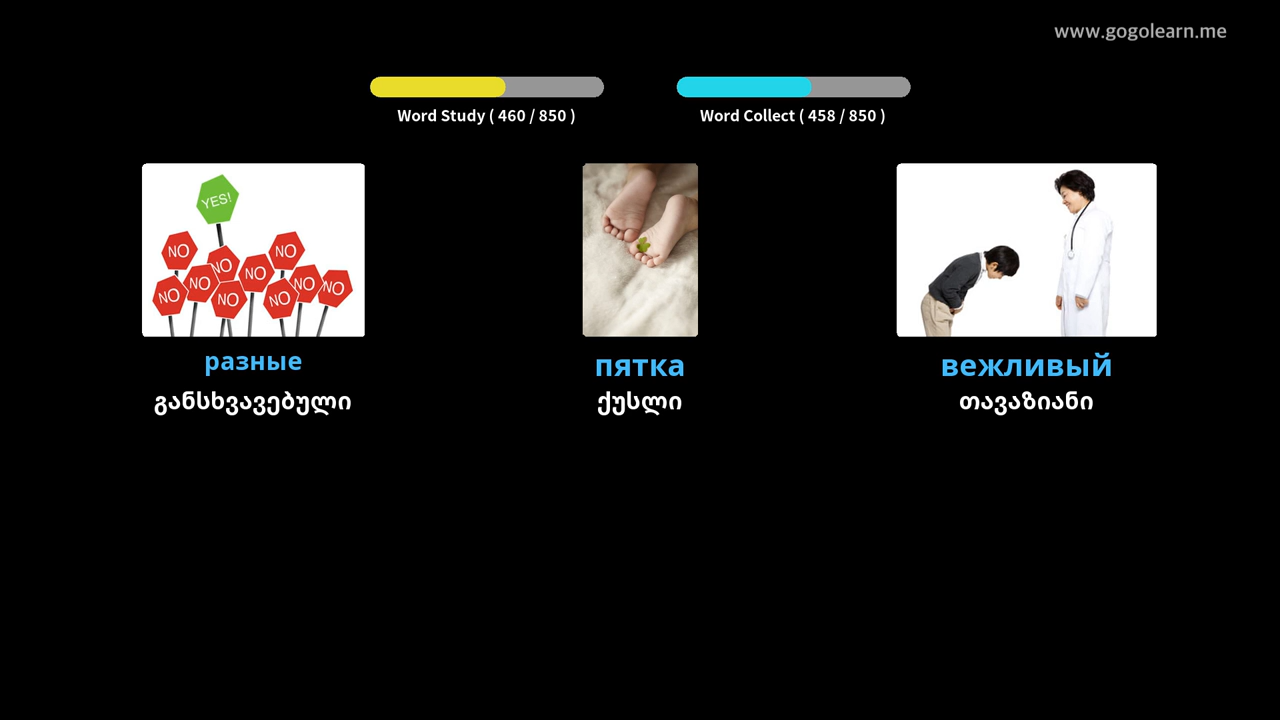 www.gogolearn.me
Word Study ( 460 / 850 )
Word Collect ( 458 / 850 )
YES!
NO
NO
NO
NO
NO
NO
NO
NO
NO
NO
разные
пятка
вежливый
განსხვავებული
ქუსლი
თავაზიანი